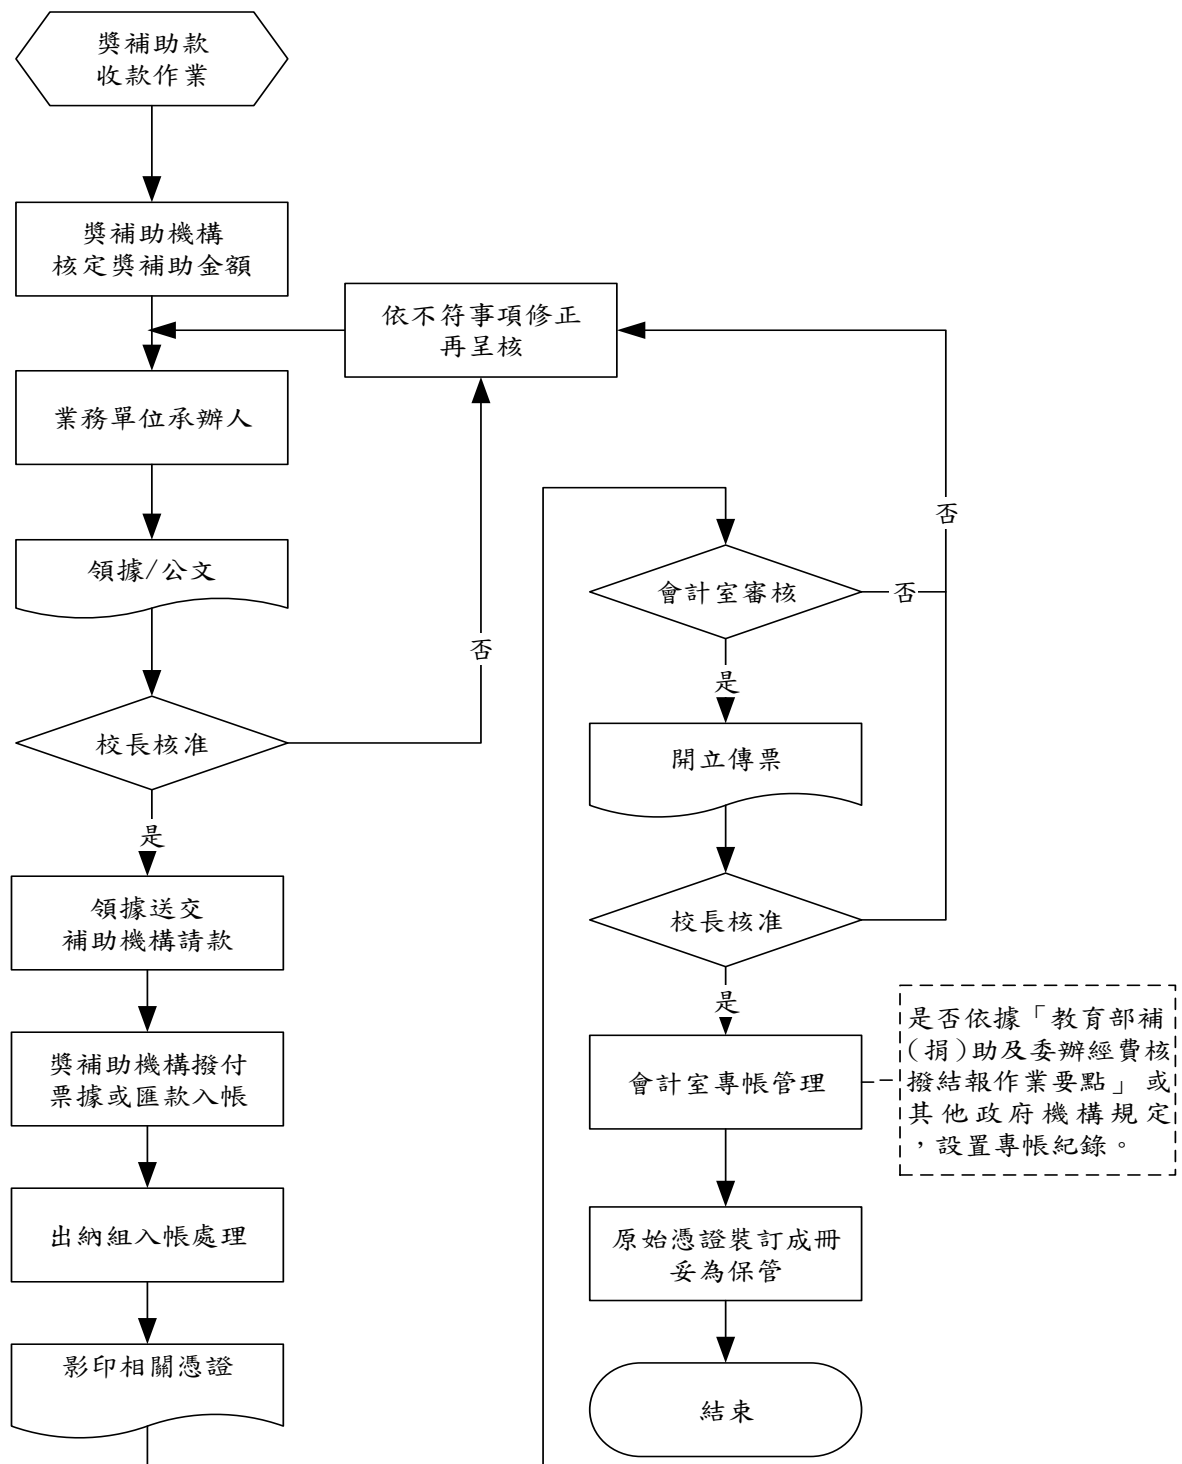 獎補助款
收款作業
獎補助機構
核定獎補助金額
依不符事項修正
再呈核
業務單位承辦人
領據/公文
否
校長核准
是
領據送交
補助機構請款
獎補助機構撥付
票據或匯款入帳
出納組入帳處理
影印相關憑證
否
會計室審核
否
是
開立傳票
校長核准
是
會計室專帳管理
是否依據「教育部補
(捐)助及委辦經費核
撥結報作業要點」或
其他政府機構規定
，設置專帳紀錄。
原始憑證裝訂成冊
妥為保管
結束